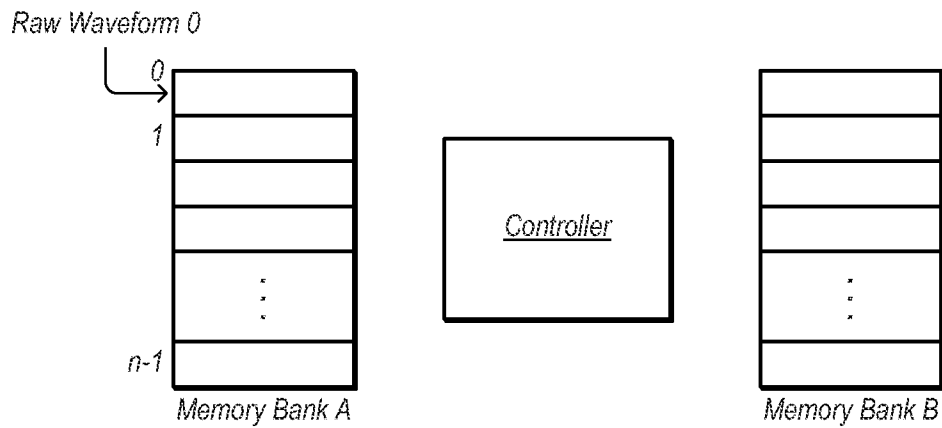 Raw Waveform 0
0
1
n-1
Memory Bank A
Controller
Memory Bank B